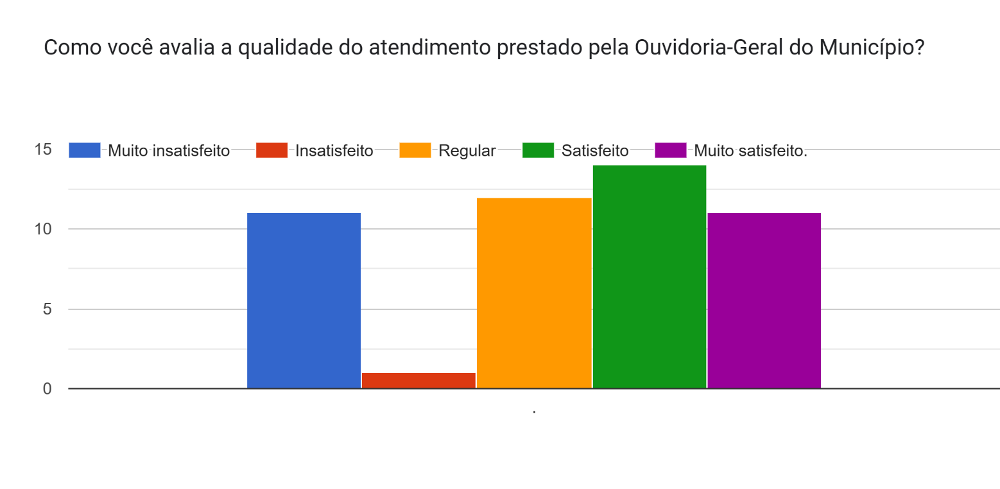 Como você avalia a qualidade do atendimento prestado pela Ouvidoria-Geral do Município?
15 Muito insatisfeito Insatisfeito Regular Satisfeito Muito satisfeito.
10
5
0
.